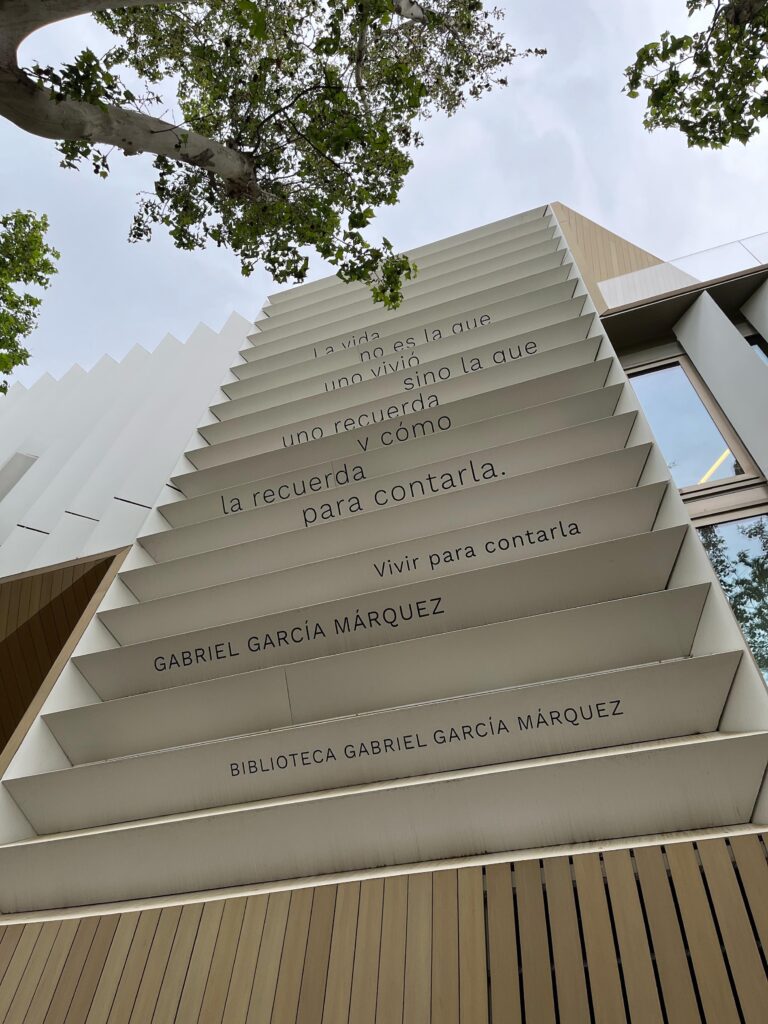 La vida
no es la que
uno vivió
sino la que
uno recuerda
y cómo
la recuerda
para contarla.
Vivir para contarla
GABRIEL GARCÍA MÁRQUEZ
BIBLIOTECA GABRIEL GARCÍA MÁRQUEZ